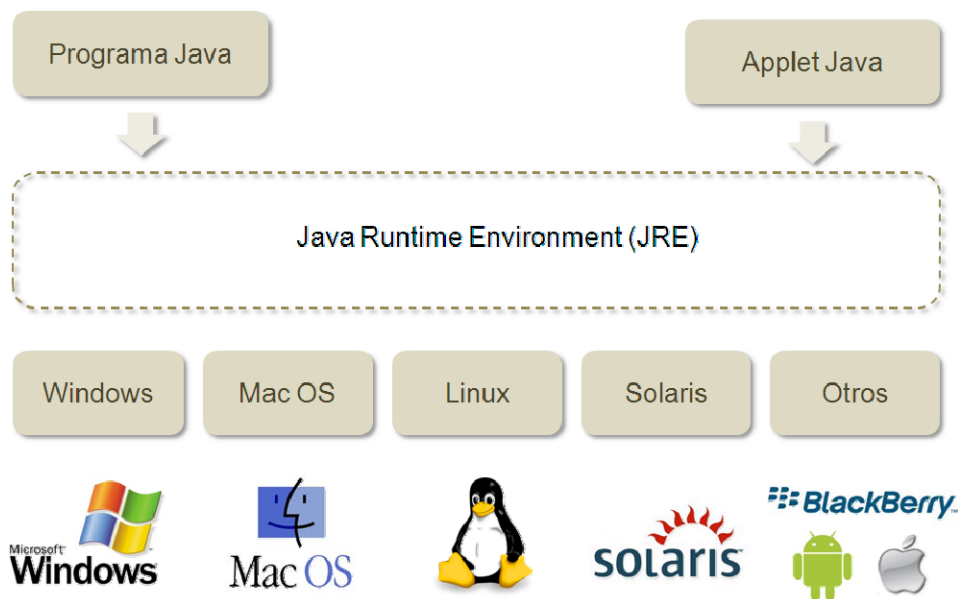 Programa Java
Applet Java
Java Runtime Environment (JRE)
Windows
Mac OS
Linux
Solaris
Otros
Microsoft
Windows
Mac OS
solaris
BlackBerry